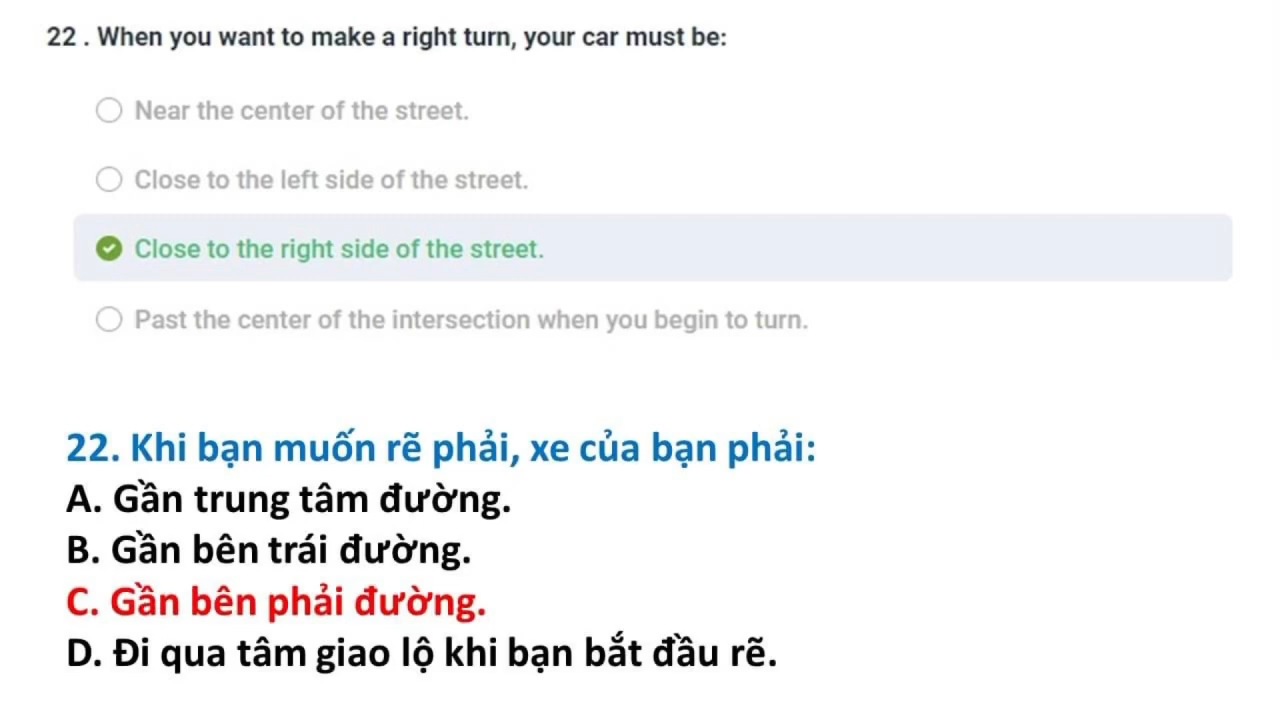 22 . When you want to make a right turn, your car must be:
Near the center of the street.
Close to the left side of the street.
Close to the right side of the street.
Past the center of the intersection when you begin to turn.
22. Khi bạn muốn rẽ phải, xe của bạn phải:
A. Gần trung tâm đường.
B. Gần bên trái đường.
C. Gần bên phải đường.
D. Đi qua tâm giao lộ khi bạn bắt đầu rẽ.